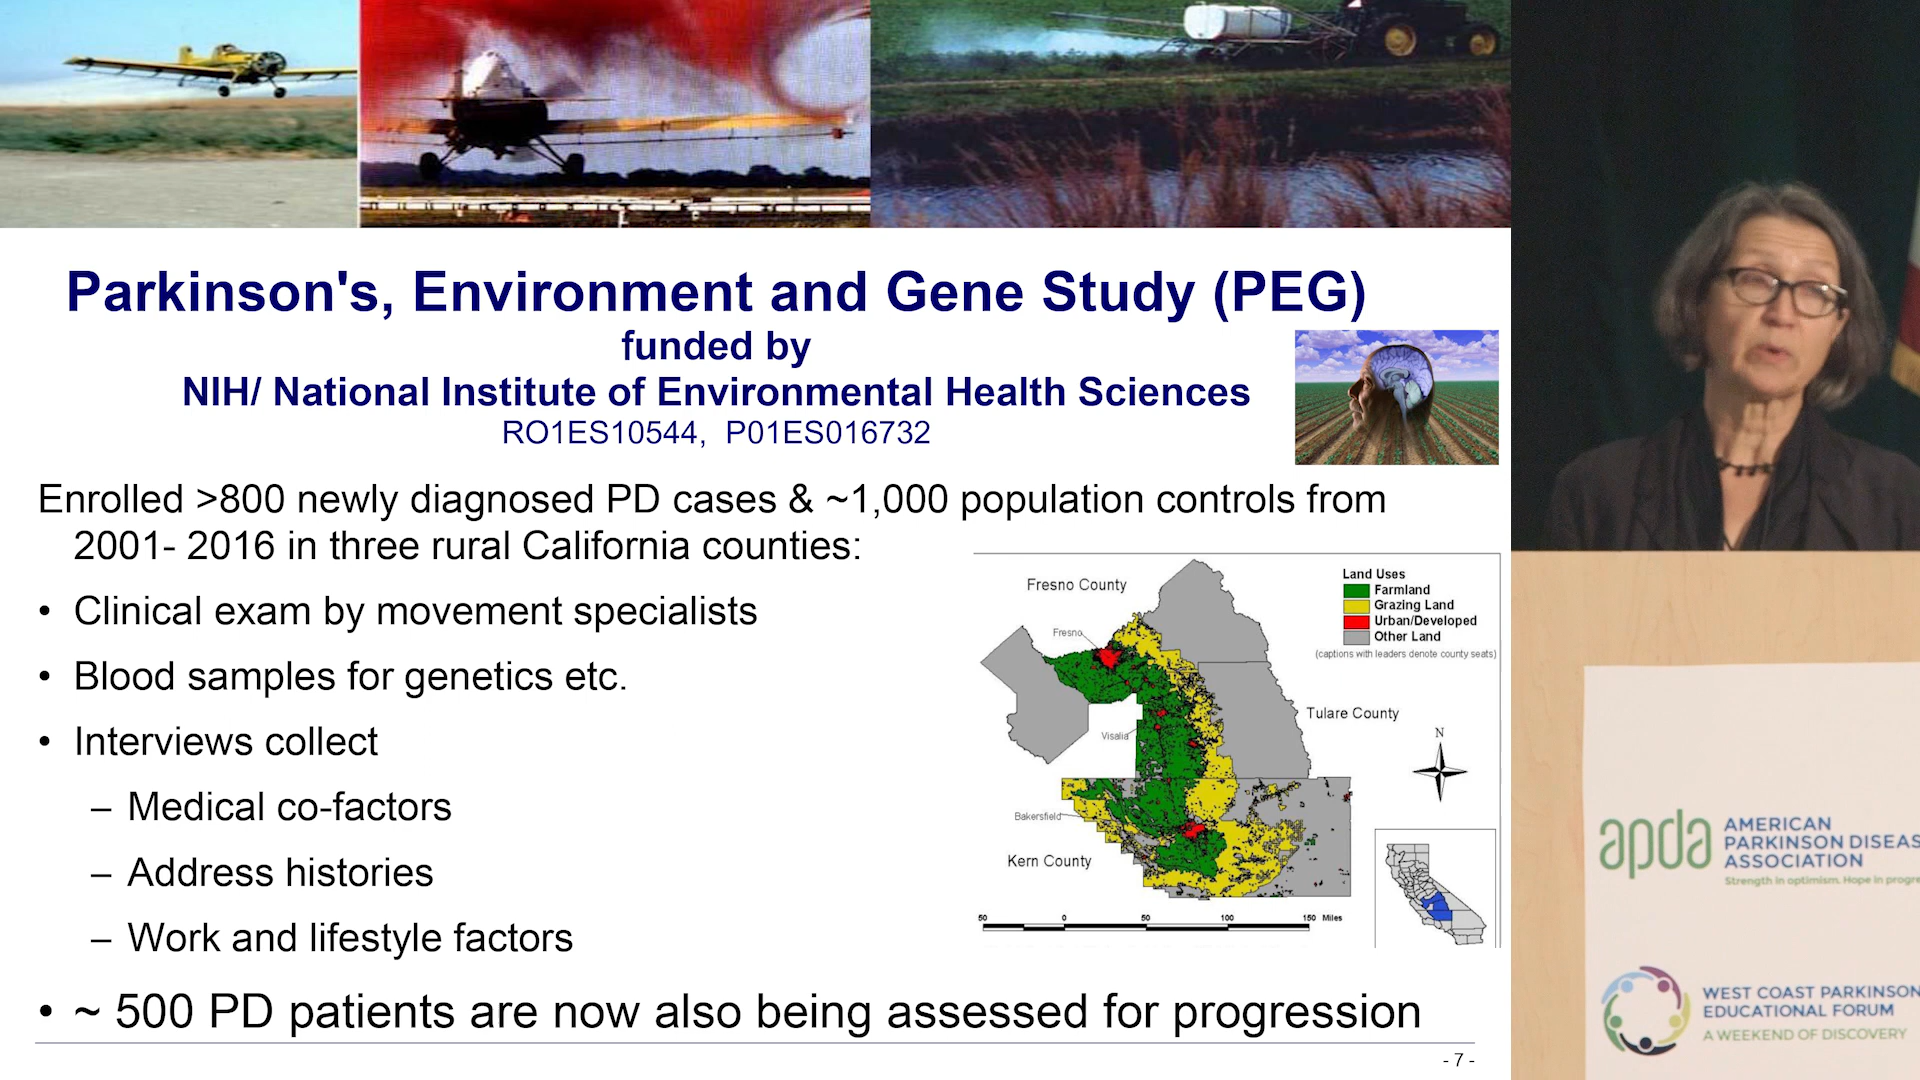 Parkinson's, Environment and Gene Study (PEG)
funded by
NIH/ National Institute of Environmental Health Sciences
RO1ES10544, P01ES016732
Enrolled >800 newly diagnosed PD cases & ~1,000 population controls from
2001- 2016 in three rural California counties:
• Clinical exam by movement specialists
• Blood samples for genetics etc.
• Interviews collect
– Medical co-factors
– Address histories
– Work and lifestyle factors
• ~ 500 PD patients are now also being assessed for progression
- 7 -
Fresno County
Fresno
Visalia
Tulare County
Bakersfield
Kern County
Land Uses
Farmland
Grazing Land
Urban/Developed
Other Land
(captions with leaders denote county seats)
N
50 0 50 100 150 Miles
apda AMERICAN
PARKINSON DISEAS
ASSOCIATION
Strength in optimism. Hope in progre
WEST COAST PARKINSON
EDUCATIONAL FORUM
A WEEKEND OF DISCOVERY